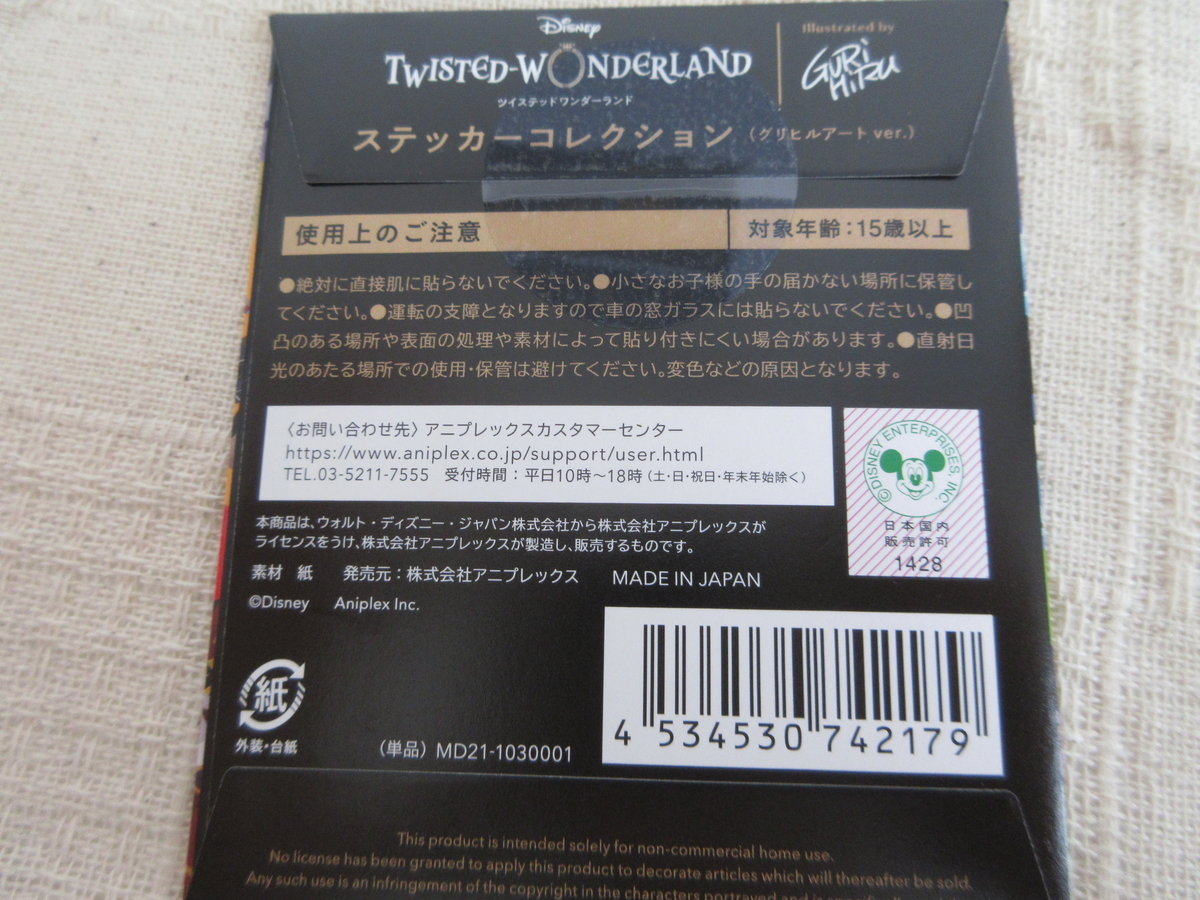 Disney
TWISTED-WONDERLAND
ツイステッドワンダーランド
Illustrated by
GURiHiRU
ステッカーコレクション（グリヒルアート ver.）
使用上のご注意
対象年齢：15歳以上
●絶対に直接肌に貼らないでください。●小さなお子様の手の届かない場所に保管し
てください。●運転の支障となりますので車の窓ガラスには貼らないでください。●凹
凸のある場所や表面の処理や素材によって貼り付きにくい場合があります。●直射日
光のあたる場所での使用・保管は避けてください。変色などの原因となります。
〈お問い合わせ先〉アニプレックスカスタマーセンター
https://www.aniplex.co.jp/support/user.html
TEL.03-5211-7555 受付時間：平日10時～18時（土・日・祝日・年末年始除く）
©DISNEY ENTERPRISES INC.
日本国内
販売許可
1428
本商品は、ウォルト・ディズニー・ジャパン株式会社から株式会社アニプレックスが
ライセンスをうけ、株式会社アニプレックスが製造し、販売するものです。
素材 紙 発売元：株式会社アニプレックス MADE IN JAPAN
©Disney Aniplex Inc.
紙
外装・台紙
（単品）MD21-1030001
4 534530 742179
This product is intended solely for non-commercial home use.
No license has been granted to apply this product to decorate articles which will thereafter be sold.
Any such use is an infringement of the copyright in the characters portrayed and is